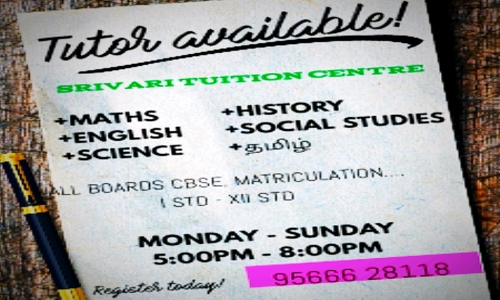 Tutor available!
SRIVARI TUITION CENTRE
+MATHS
+ENGLISH
+SCIENCE
+HISTORY
+SOCIAL STUDIES
+தமிழ்
ALL BOARDS CBSE, MATRICULATION....
I STD - XII STD
MONDAY - SUNDAY
5:00PM - 8:00PM
Register today!
95666 28118